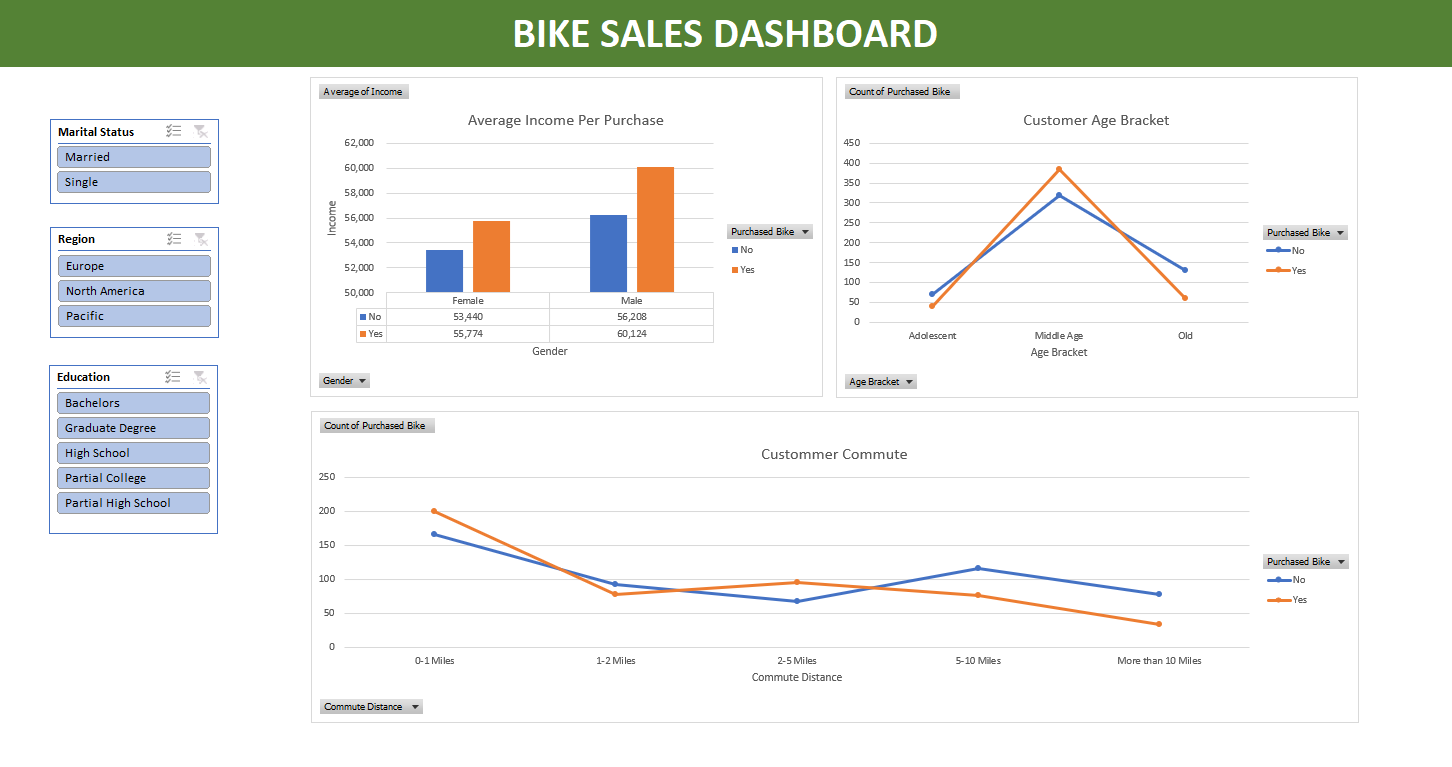 BIKE SALES DASHBOARD
Marital Status
Married
Single
Region
Europe
North America
Pacific
Education
Bachelors
Graduate Degree
High School
Partial College
Partial High School
Average of Income
Average Income Per Purchase
62,000
60,000
58,000
56,000
54,000
52,000
50,000
Income
Female Male
No 53,440 56,208
Yes 55,774 60,124
Gender
Purchased Bike
No
Yes
Gender
Count of Purchased Bike
Customer Age Bracket
450
400
350
300
250
200
150
100
50
0
Adolescent Middle Age Old
Age Bracket
Purchased Bike
No
Yes
Age Bracket
Count of Purchased Bike
Custommer Commute
250
200
150
100
50
0
0-1 Miles 1-2 Miles 2-5 Miles 5-10 Miles More than 10 Miles
Commute Distance
Purchased Bike
No
Yes
Commute Distance